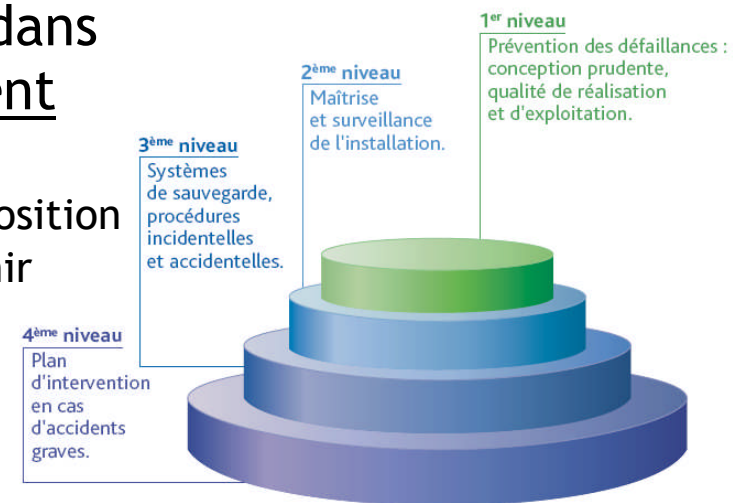 dans
ent
osition
ir
1er niveau
Prévention des défaillances :
conception prudente,
qualité de réalisation
et d'exploitation.
2ème niveau
Maîtrise
et surveillance
de l'installation.
3ème niveau
Systèmes
de sauvegarde,
procédures
incidentelles
et accidentelles.
4ème niveau
Plan
d'intervention
en cas
d'accidents
graves.